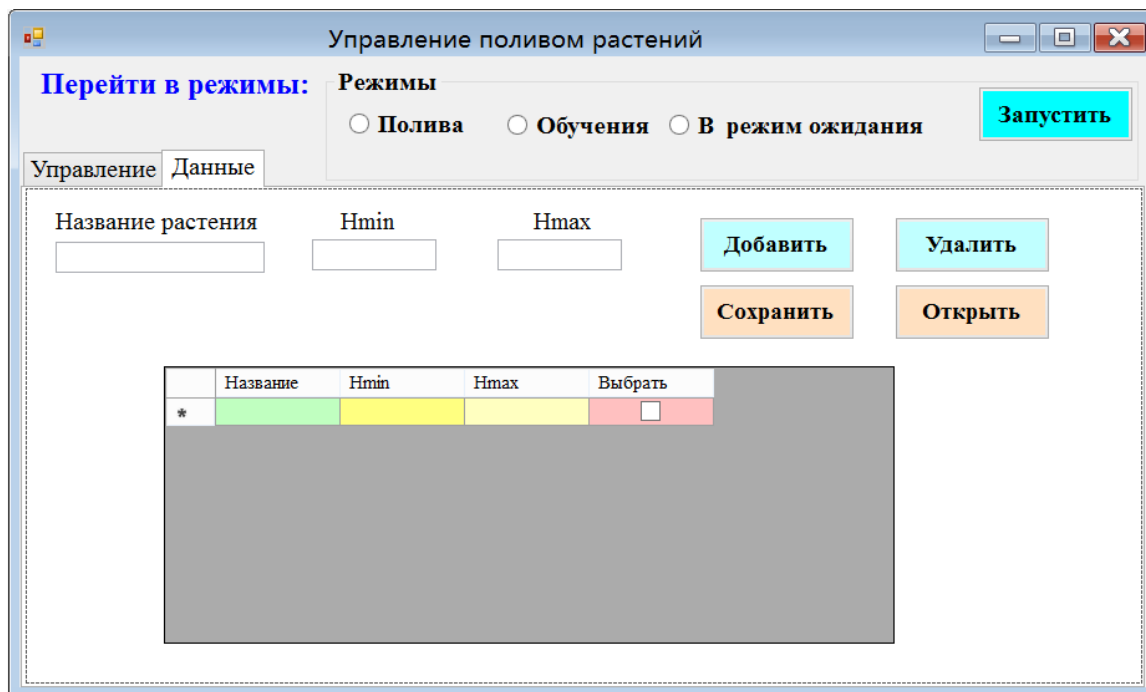 Управление поливом растений
Перейти в режимы:
Режимы
Полива Обучения В режим ожидания
Запустить
Управление Данные
Название растения Hmin Hmax
Добавить Удалить
Сохранить Открыть
Название Hmin Hmax Выбрать
*